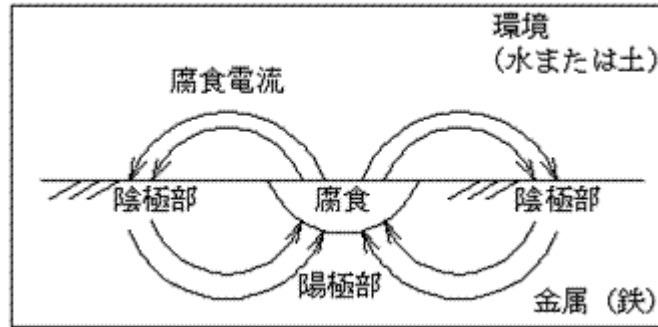 環境
(水または土)
腐食電流
陰極部
腐食
陰極部
陽極部
金属(鉄)